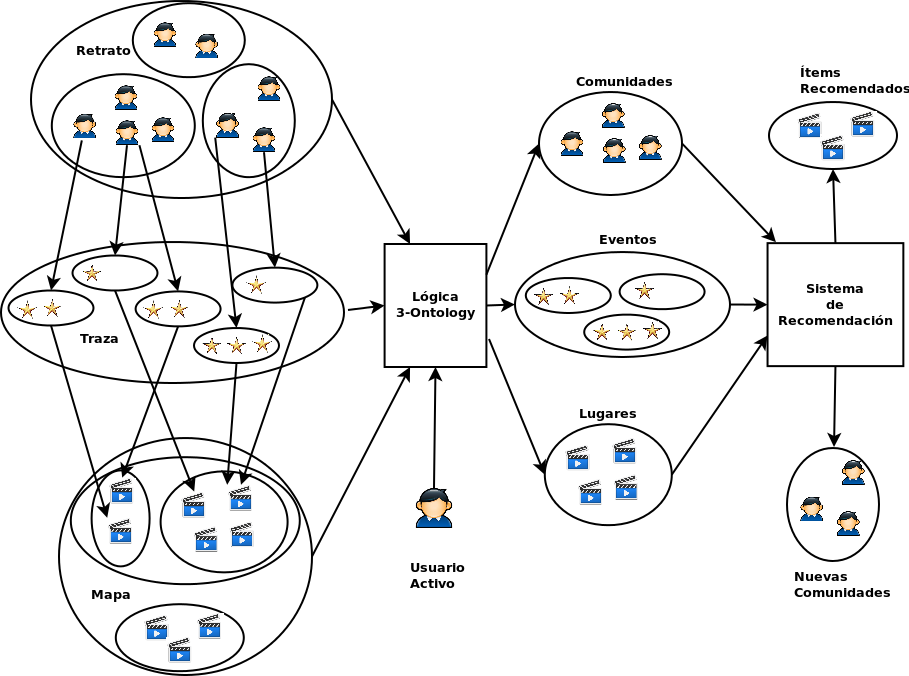 Retrato
Traza
Mapa
Lógica
3-Ontology
Usuario
Activo
Comunidades
Eventos
Lugares
Ítems
Recomendados
Sistema
de
Recomendación
Nuevas
Comunidades